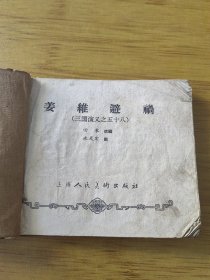 姜維避禍
（三国演义之五十八）
上海人民美術出版社